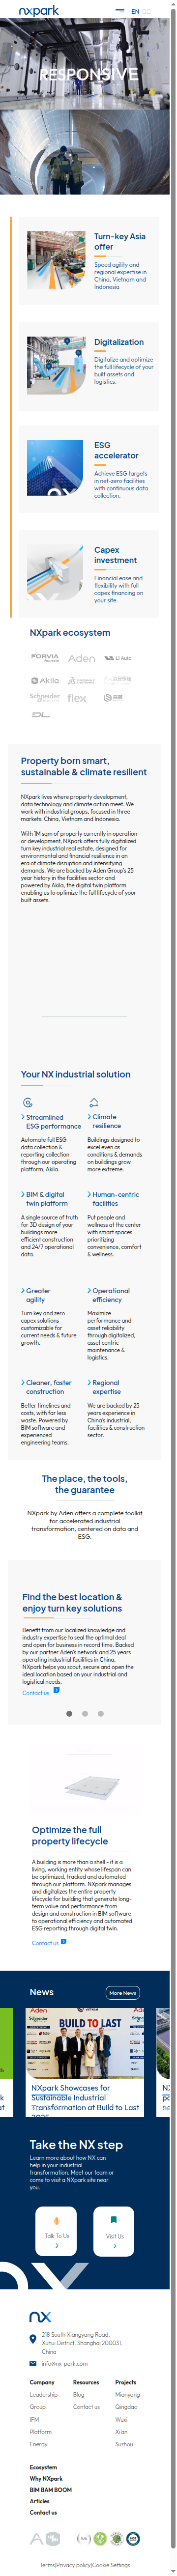 nxpark
EN
RESPONSIVE
Turn-key Asia
offer
Speed agility and
regional expertise in
China, Vietnam and
Indonesia
Digitalization
Digitalize and optimize
the full lifecycle of your
built assets and
logistics.
ESG
accelerator
Achieve ESG targets
in net-zero facilities
with continuous data
collection.
Capex
investment
Financial ease and
flexibility with full
capex financing on
your site.
NXpark ecosystem
FORVIA
Aden
Li Auto
Akila
Schneider
flex
Property born smart,
sustainable & climate resilient
NXpark lives where property development,
data technology and climate action meet. We
work with industrial groups, focused in three
markets: China, Vietnam and Indonesia.
With 1M sqm of property currently in operation
or development, NXpark offers fully digitalized
turn key industrial real estate, designed for
environmental and financial resilience in an
era of climate disruption and intensifying
demands. We are backed by Aden Group's 25
year history in the facilities sector and
powered by Akila, the digital twin platform
enabling us to optimize the full lifecycle of your
built assets.
Your NX industrial solution
Streamlined
ESG performance
Automate full ESG
data collection &
reporting collection
through our operating
platform, Akila.
Climate
resilience
Buildings designed to
excel even as
conditions & demands
on buildings grow
more extreme.
BIM & digital
twin platform
A single source of truth
for 3D design of your
buildings more
efficient construction
and 24/7 operational
data.
Human-centric
facilities
Put people and
wellness at the center
with smart spaces
prioritizing
convenience, comfort
& wellness.
Greater
agility
Turn key and zero
capex solutions
customizable for
current needs & future
growth.
Operational
efficiency
Maximize
performance and
asset reliability
through digitalized,
asset centric
maintenance &
logistics.
Cleaner, faster
construction
Better timelines and
costs, with far less
waste. Powered by
BIM software and
experienced
engineering teams.
Regional
expertise
We are backed by 25
years experience in
China's industrial,
facilities & construction
sector.
The place, the tools,
the guarantee
NXpark by Aden offers a complete toolkit
for accelerated industrial
transformation, centered on data and
ESG.
Find the best location &
enjoy turn key solutions
Benefit from our localized knowledge and
industry expertise to seal the optimal deal
and open for business in record time. Backed
by our partner Aden's network and 25 years
operating industrial facilities in China,
NXpark helps you scout, secure and open the
ideal location based on your industrial and
logistical needs.
Contact us
Optimize the full
property lifecycle
A building is more than a shell – it is a
living, working entity whose lifespan can
be optimized, tracked and automated
through our platform. NXpark manages
and digitalizes the entire property
lifecycle for building that generate long-
term value and performance from
design and construction in BIM software
to operational efficiency and automated
ESG reporting through digital twin.
Contact us
News
More News
Aden
BUILD TO LAST
NXpark Showcases for
Sustainable Industrial
Transformation at Build to Last
2025
Take the NX step
Learn more about how NX can
help in your industrial
transformation. Meet our team or
come to visit a NXpark site near
you.
Talk To Us
Visit Us
NX
218 South Xiangyang Road,
Xuhui District. Shanghai 200031.
China
info@nx-park.com
Company
Leadership
Group
IFM
Platform
Energy
Resources
Blog
Contact us
Projects
Mianyang
Qingdao
Wuxi
Xi'an
Suzhou
Ecosystem
Why NXpark
BIM BAM BOOM
Articles
Contact us
Terms|Privacy policy|Cookie Settings